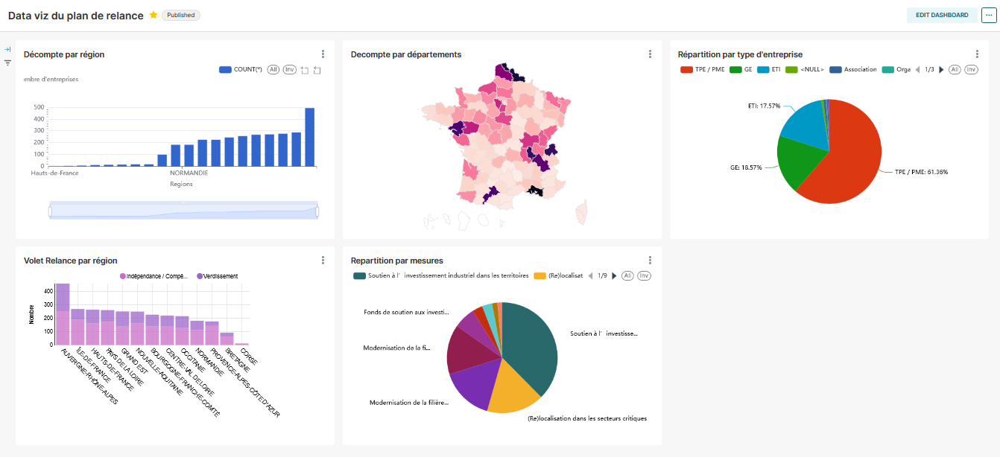 Data viz du plan de relance
Published
EDIT DASHBOARD
...
Décompte par région
COUNT(*) All Inv
mbre d'entreprises
500
400
300
200
100
0
Hauts-de-France NORMANDIE
Regions
Decompte par départements
Répartition par type d'entreprise
TPE / PME GE ETI <NULL> Association Orga 1/3 All Inv
ETI: 17.57%
GE: 18.57%
TPE / PME: 61.36%
Volet Relance par région
Indépendance / Compé... Verdissement
Nombre
400
300
200
100
0
AUVERGNE-RHÔNE-ALPES
ÎLE-DE-FRANCE
HAUTS-DE-FRANCE
PAYS DE LA LOIRE
GRAND EST
NOUVELLE-AQUITAINE
BOURGOGNE-FRANCHE-COMTÉ
CENTRE-VAL DE LOIRE
OCCITANIE
NORMANDIE
PROVENCE-ALPES-CÔTE D'AZUR
BRETAGNE
CORSE
Repartition par mesures
Soutien à l’investissement industriel dans les territoires (Re)localisat 1/9 All Inv
Fonds de soutien aux investi...
Soutien à l’investisse...
Modernisation de la fi...
Modernisation de la filière...
(Re)localisation dans les secteurs critiques